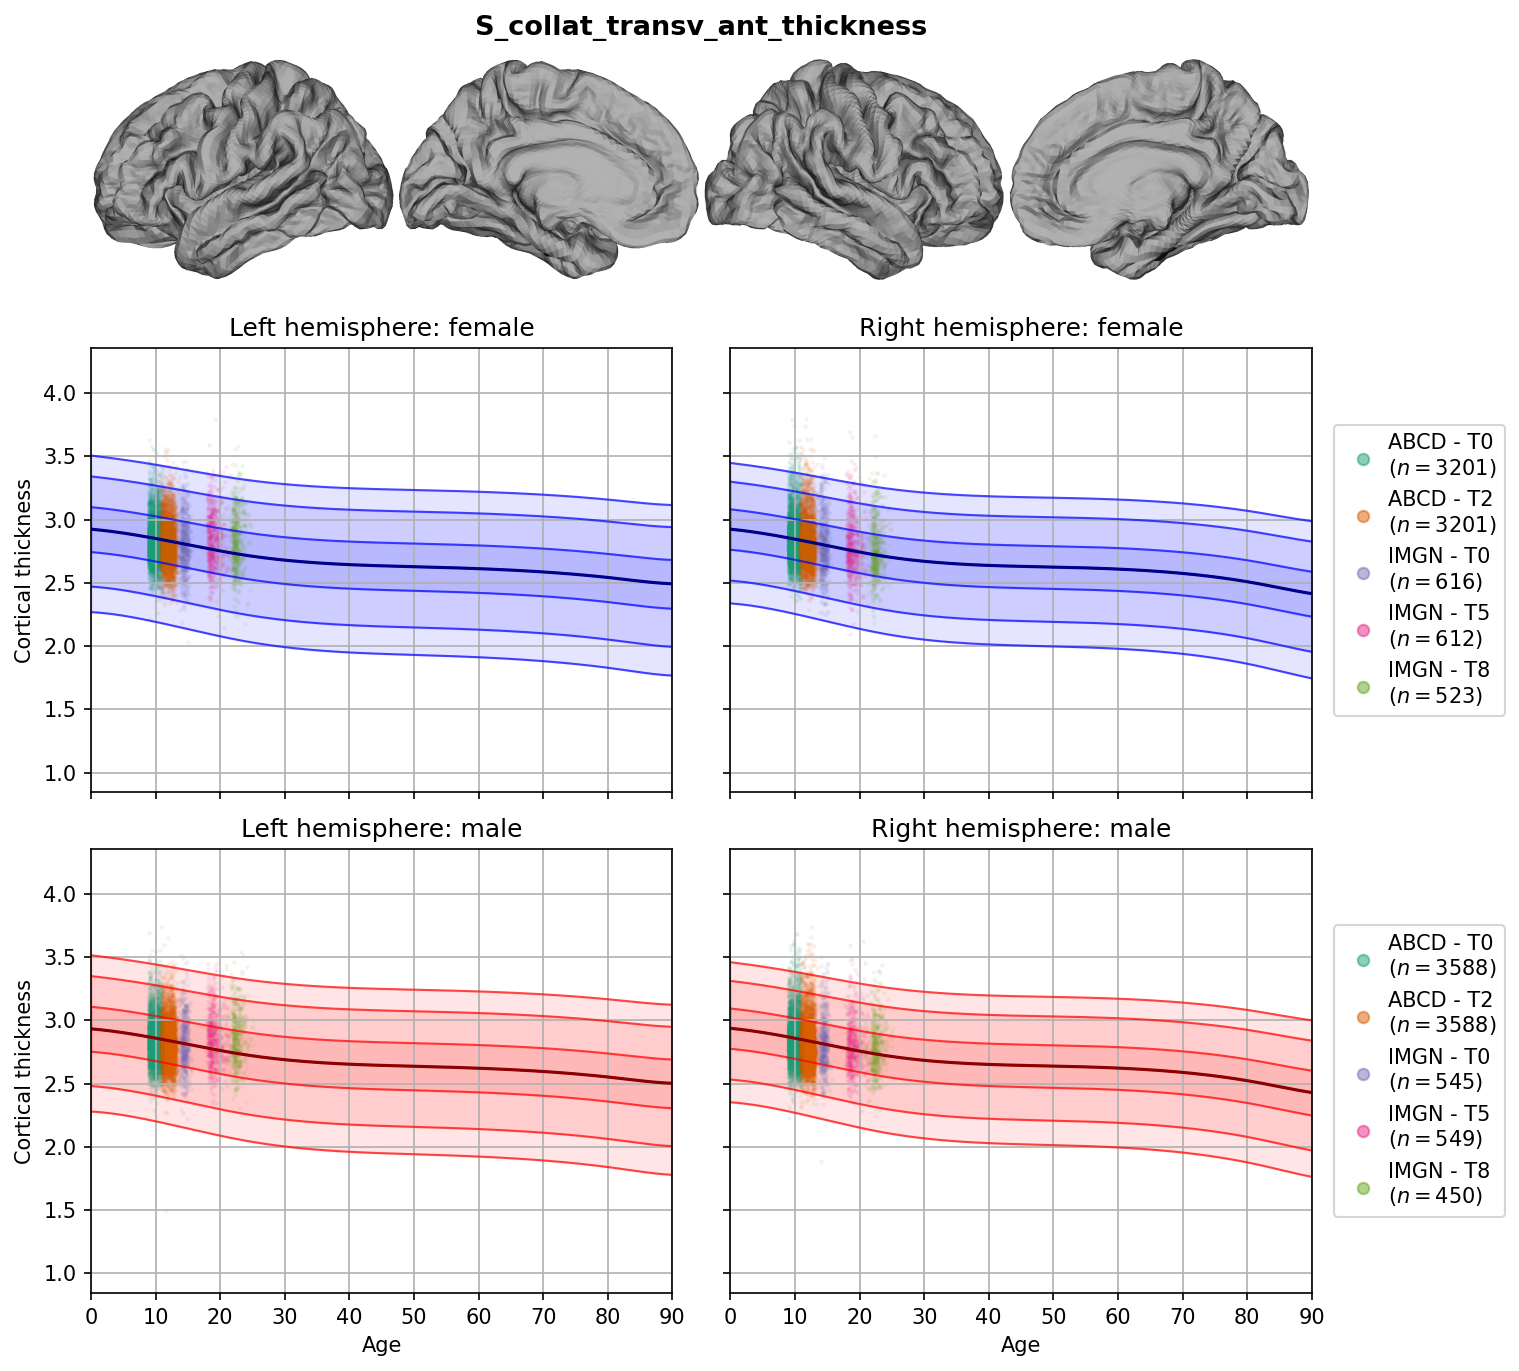 S_collat_transv_ant_thickness
Left hemisphere: female
Right hemisphere: female
4.0
3.5
3.0
2.5
2.0
1.5
1.0
Cortical thickness
ABCD - T0
(n = 3201)
ABCD - T2
(n = 3201)
IMGN - T0
(n = 616)
IMGN - T5
(n = 612)
IMGN - T8
(n = 523)
Left hemisphere: male
Right hemisphere: male
4.0
3.5
3.0
2.5
2.0
1.5
1.0
Cortical thickness
0 10 20 30 40 50 60 70 80 90
Age
0 10 20 30 40 50 60 70 80 90
Age
ABCD - T0
(n = 3588)
ABCD - T2
(n = 3588)
IMGN - T0
(n = 545)
IMGN - T5
(n = 549)
IMGN - T8
(n = 450)